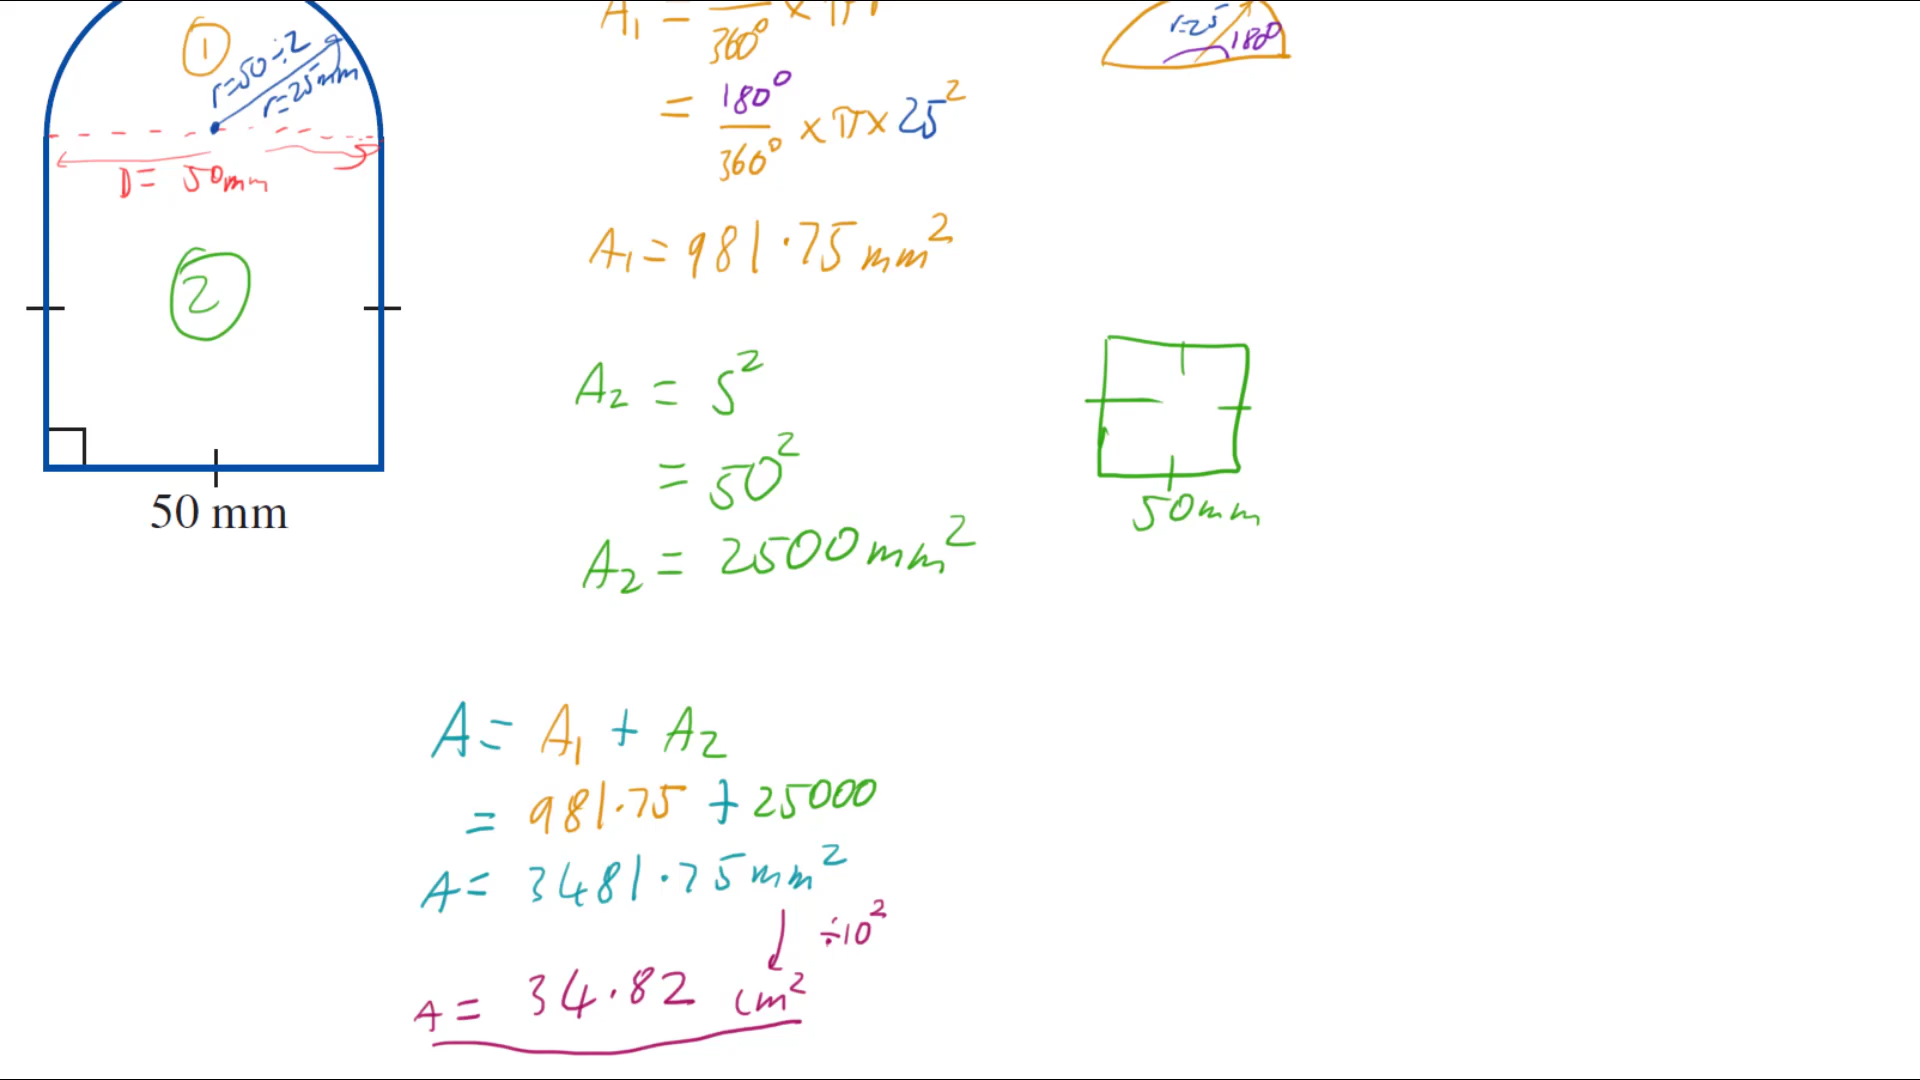 ①
r=50÷2
r=25mm
D= 50mm
②
50 mm
A₁ = 360° × π r
= 180°/360° × π × 25²
A₁ = 981.75 mm²
r=25
180°
A₂ = s²
= 50²
A₂ = 2500 mm²
50mm
A = A₁ + A₂
= 981.75 + 25000
A = 3481.75 mm²
÷10²
A = 34.82 cm²